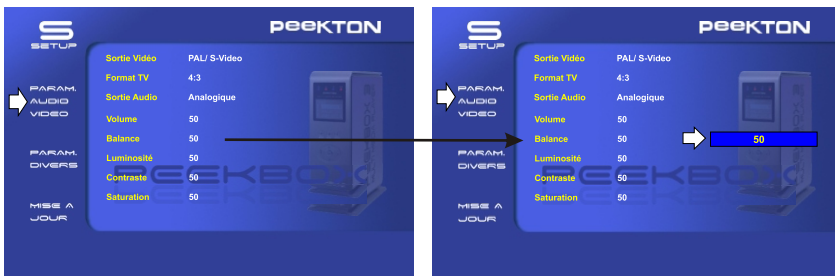 SETUP
PEEKTON
Sortie Vidéo PAL/ S-Video
Format TV 4:3
Sortie Audio Analogique
Volume 50
Balance 50
Luminosité 50
Contraste 50
Saturation 50
PARAM.
AUDIO
VIDEO
PARAM.
DIVERS
MISE A
JOUR
PEEKBOX
SETUP
PEEKTON
Sortie Vidéo PAL/ S-Video
Format TV 4:3
Sortie Audio Analogique
Volume 50
Balance 50 50
Luminosité 50
Contraste 50
Saturation 50
PARAM.
AUDIO
VIDEO
PARAM.
DIVERS
MISE A
JOUR
PEEKBOX